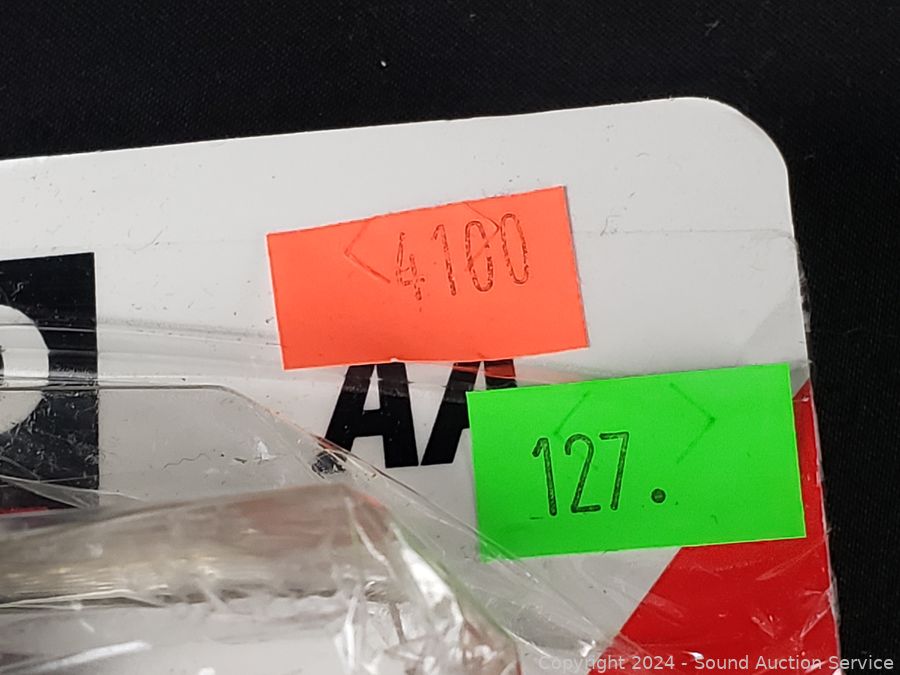 4100
AA
127.
Copyright 2024 - Sound Auction Service